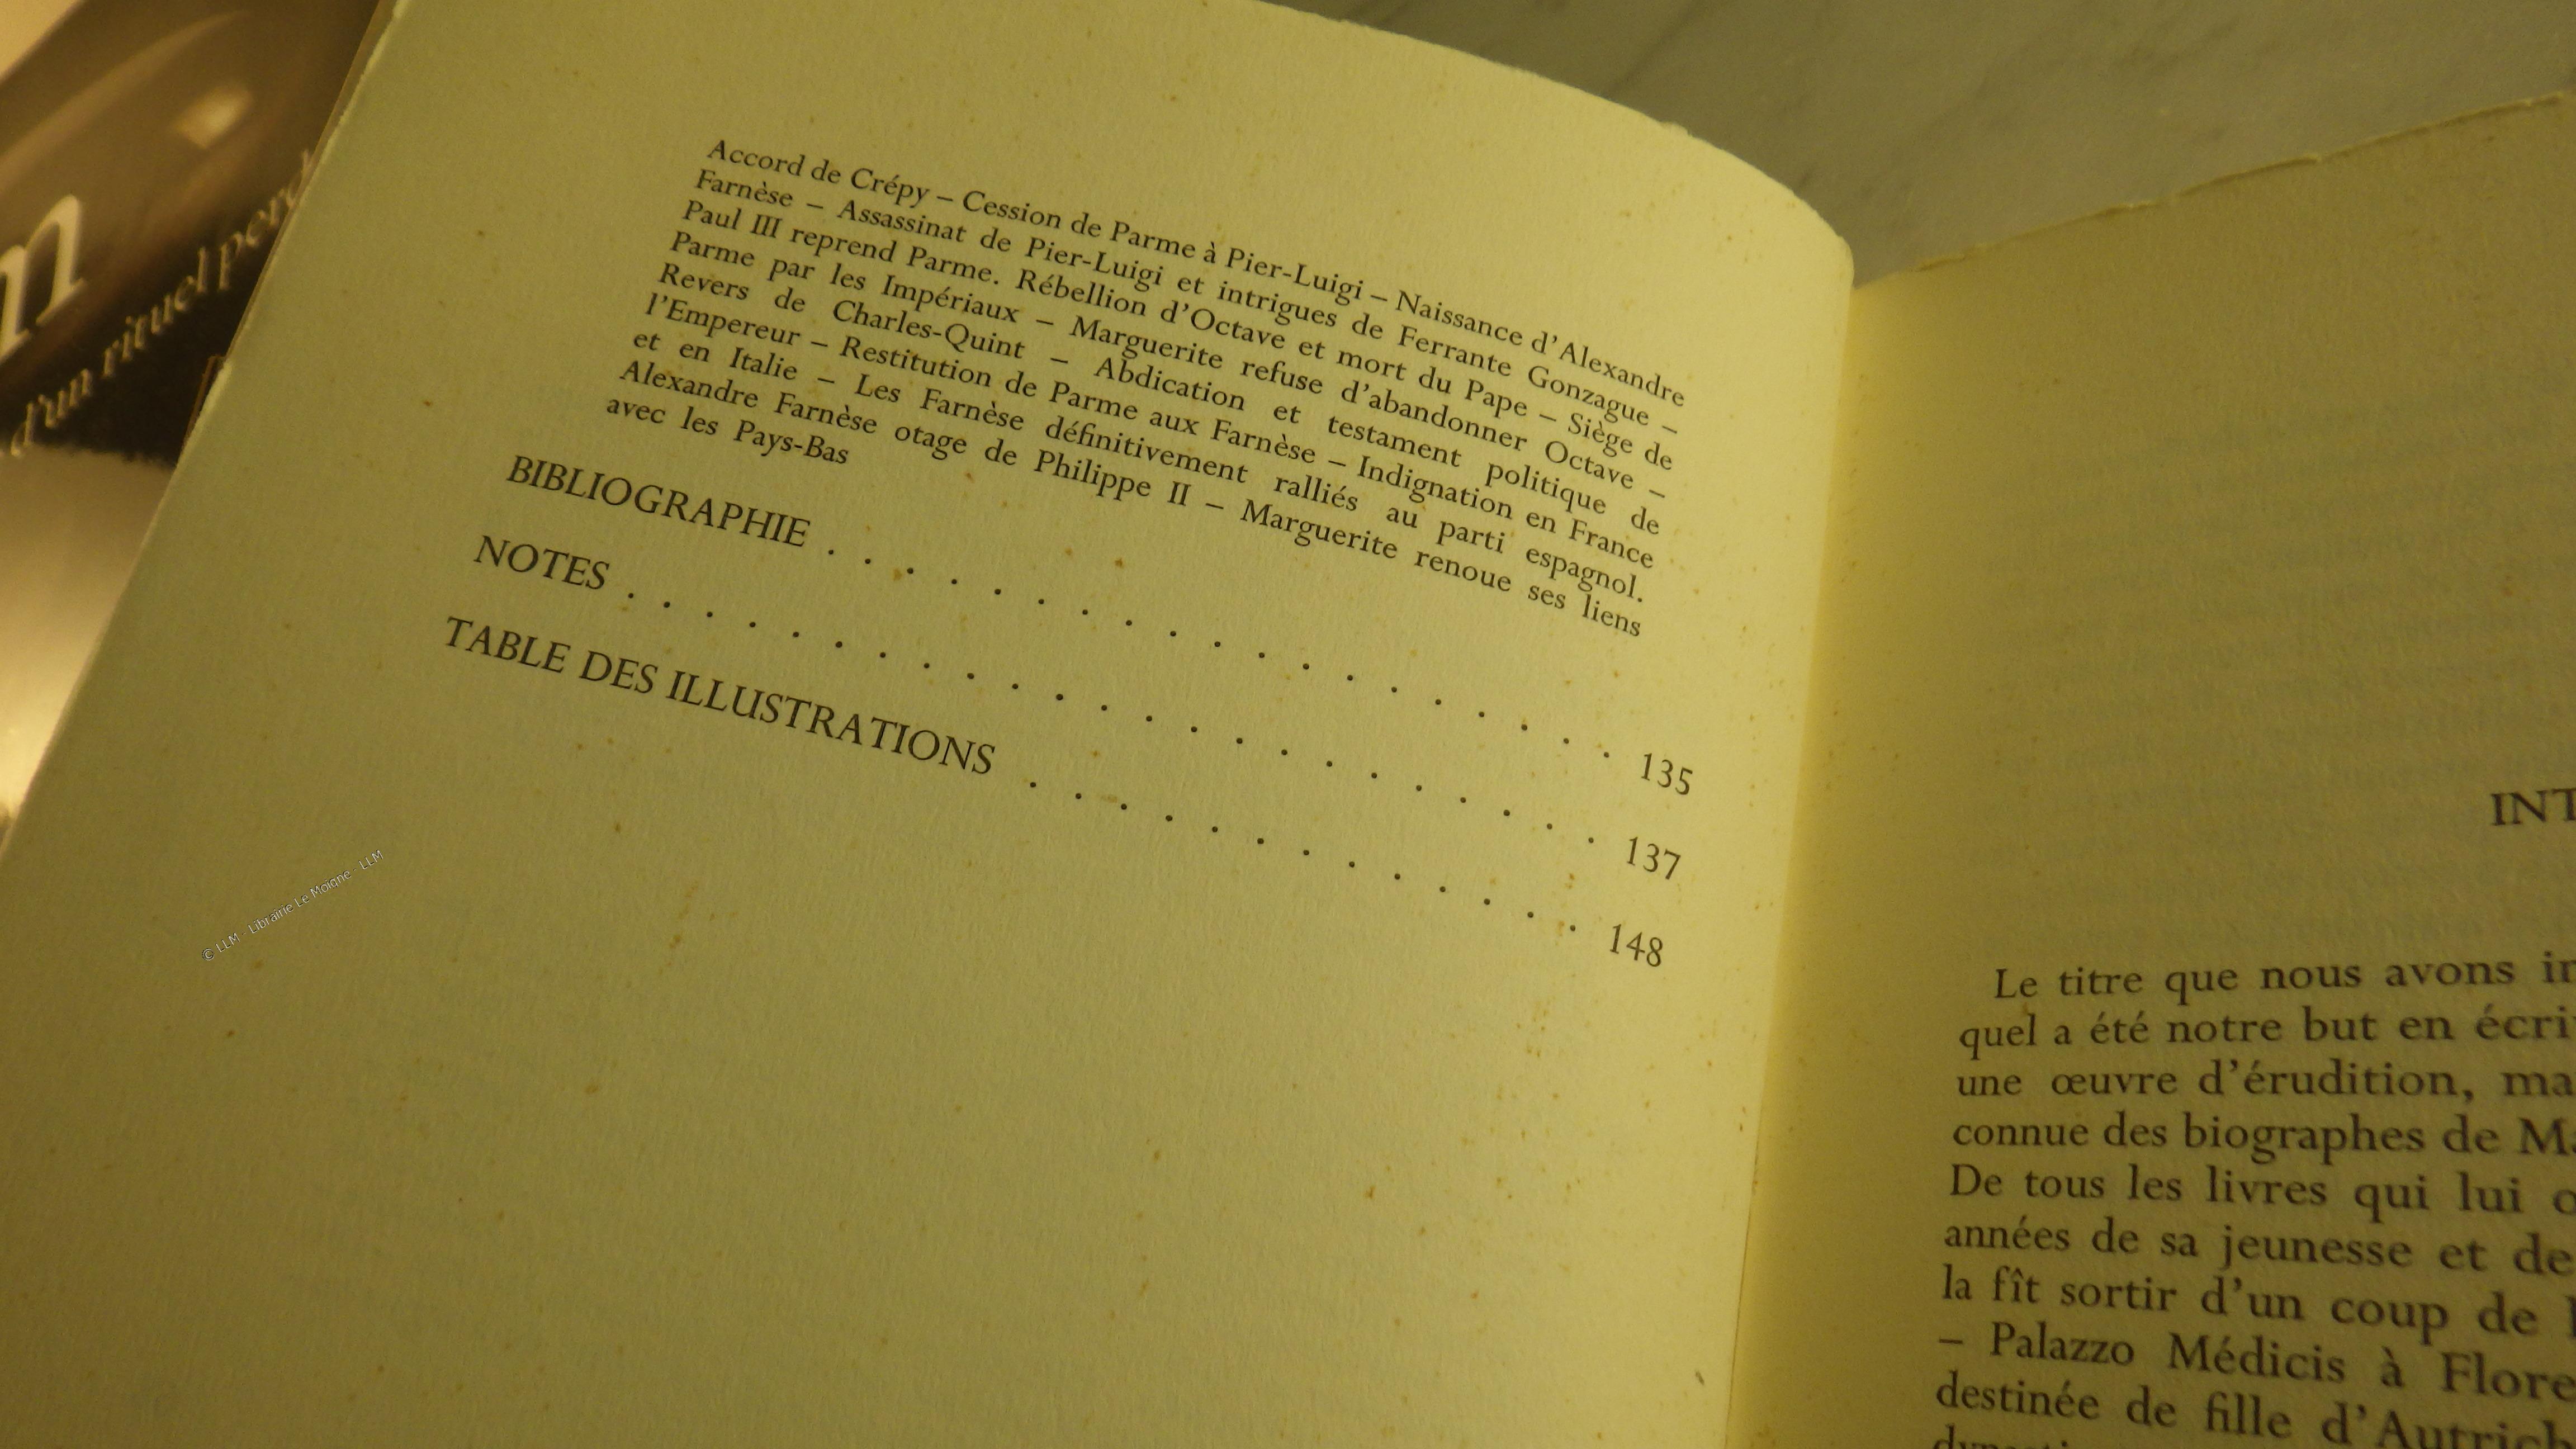 n
d'un rituel
Accord de Crépy – Cession de Parme à Pier-Luigi – Naissance d'Alexandre
Farnèse – Assassinat de Pier-Luigi et intrigues de Ferrante Gonzague –
Paul III reprend Parme. Rébellion d'Octave et mort du Pape – Siège de
Parme par les Impériaux – Marguerite refuse d'abandonner Octave –
Revers de Charles-Quint – Abdication et testament politique de
l'Empereur – Restitution de Parme aux Farnèse – Indignation en France
et en Italie – Les Farnèse définitivement ralliés au parti espagnol.
Alexandre Farnèse otage de Philippe II – Marguerite renoue ses liens
avec les Pays-Bas
BIBLIOGRAPHIE . . . . . . . . . . . . . . . . . . . 135
NOTES . . . . . . . . . . . . . . . . . . . . . . . 137
TABLE DES ILLUSTRATIONS . . . . . . . . . . . . . 148
© LLM - Librairie Le Moigne - LLM
INT
Le titre que nous avons in
quel a été notre but en écri
une œuvre d'érudition, ma
connue des biographes de Ma
De tous les livres qui lui o
années de sa jeunesse et de
la fît sortir d'un coup de
– Palazzo Médicis à Flore
destinée de fille d'Autrich